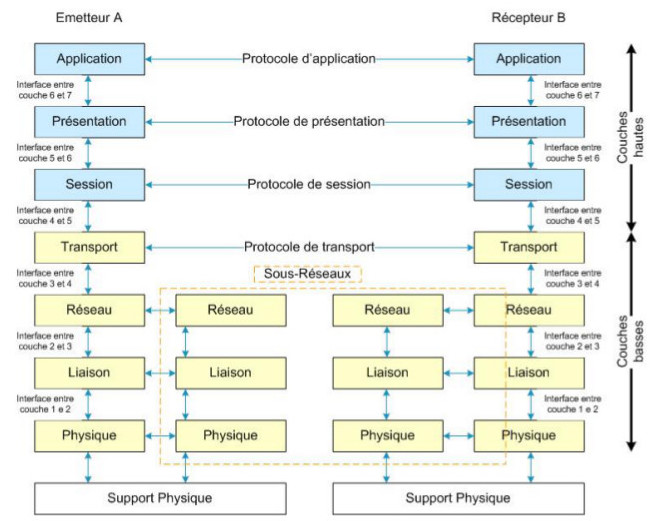 Emetteur A
Récepteur B
Application
Protocole d'application
Application
Interface entre
couche 6 et 7
Interface entre
couche 6 et 7
Présentation
Protocole de présentation
Présentation
Interface entre
couche 5 et 6
Interface entre
couche 5 et 6
Couches
hautes
Session
Protocole de session
Session
Interface entre
couche 4 et 5
Interface entre
couche 4 et 5
Transport
Protocole de transport
Transport
Interface entre
couche 3 et 4
Sous-Réseaux
Interface entre
couche 3 et 4
Réseau
Réseau
Réseau
Réseau
Interface entre
couche 2 et 3
Interface entre
couche 2 et 3
Couches
basses
Liaison
Liaison
Liaison
Liaison
Interface entre
couche 1 e 2
Interface entre
couche 1 e 2
Physique
Physique
Physique
Physique
Support Physique
Support Physique